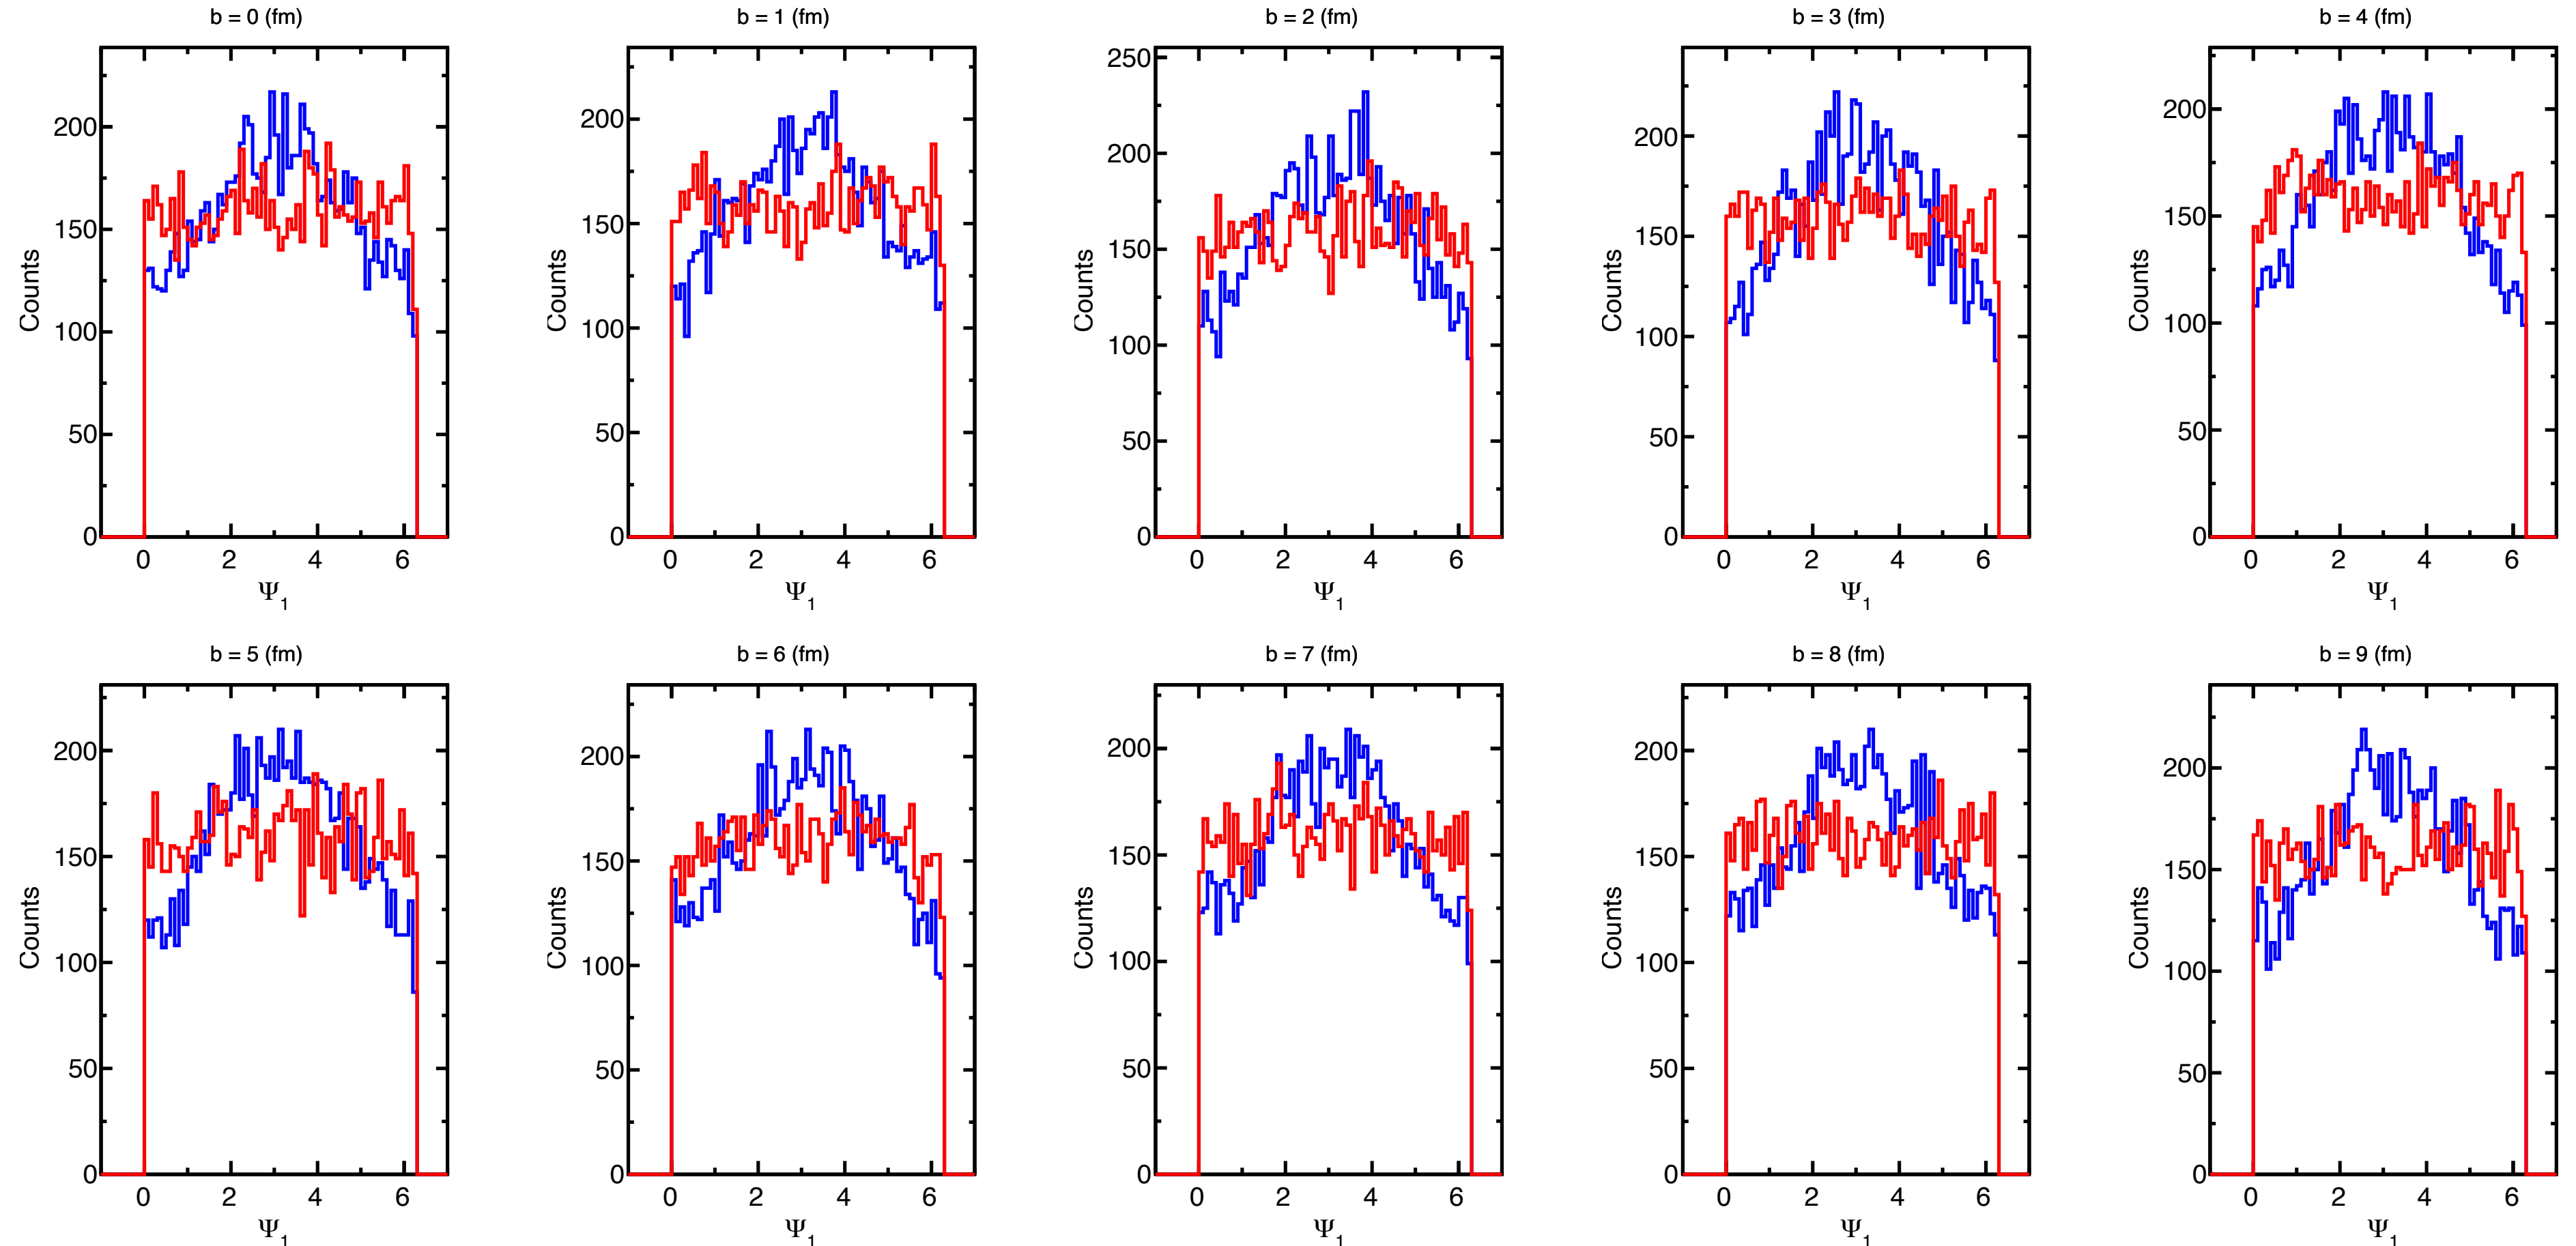 b = 0 (fm)
b = 1 (fm)
b = 2 (fm)
b = 3 (fm)
b = 4 (fm)
Counts
200
150
100
50
0
0 2 4 6
Ψ1
Counts
200
150
100
50
0
0 2 4 6
Ψ1
Counts
250
200
150
100
50
0
0 2 4 6
Ψ1
Counts
200
150
100
50
0
0 2 4 6
Ψ1
Counts
200
150
100
50
0
0 2 4 6
Ψ1
b = 5 (fm)
b = 6 (fm)
b = 7 (fm)
b = 8 (fm)
b = 9 (fm)
Counts
200
150
100
50
0
0 2 4 6
Ψ1
Counts
200
150
100
50
0
0 2 4 6
Ψ1
Counts
200
150
100
50
0
0 2 4 6
Ψ1
Counts
200
150
100
50
0
0 2 4 6
Ψ1
Counts
200
150
100
50
0
0 2 4 6
Ψ1